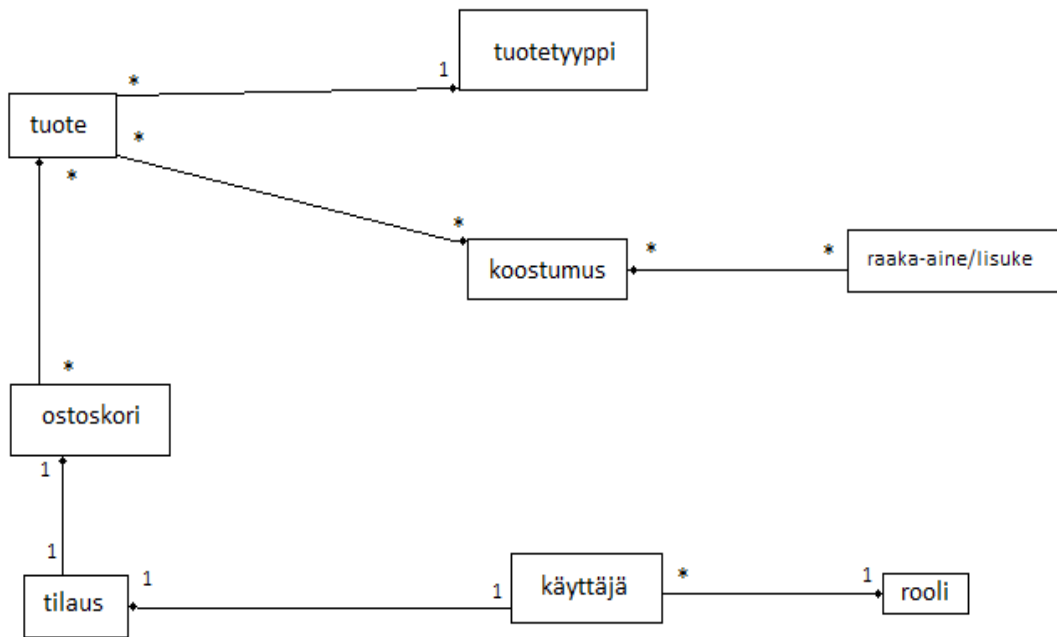 tuotetyyppi
* 1
tuote
*
*
*
koostumus
* *
raaka-aine/lisuke
*
ostoskori
1
1
tilaus
1 1
käyttäjä
* 1
rooli